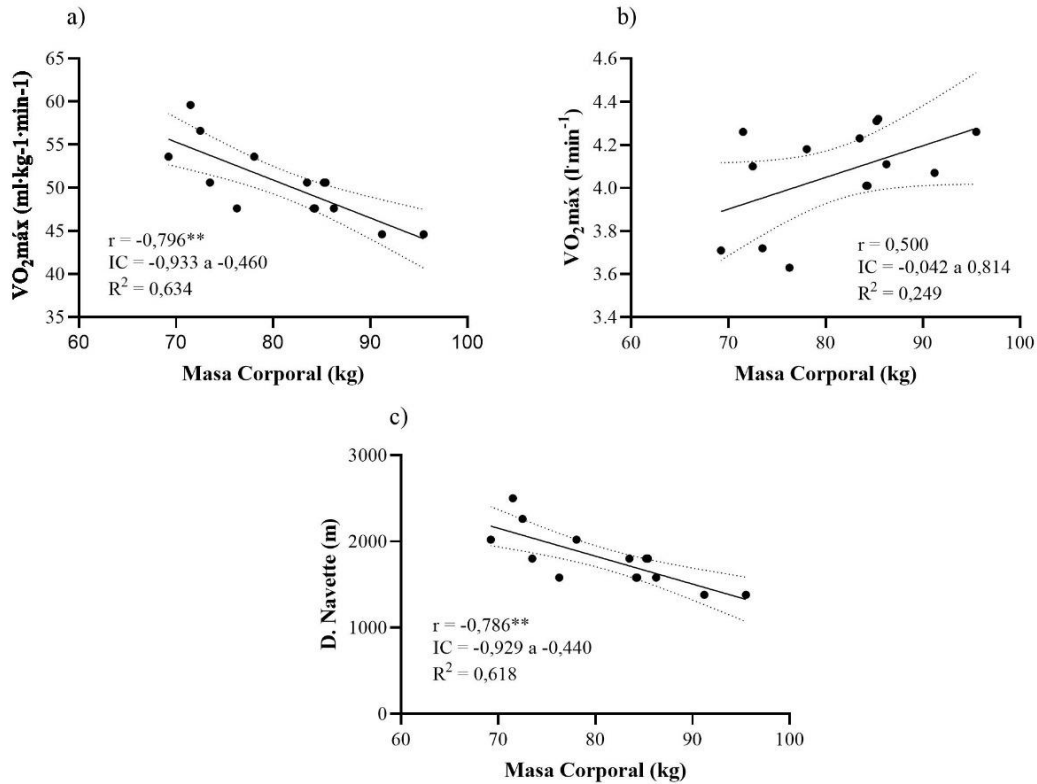 a)
VO₂máx (ml·kg-1·min-1)
65
60
55
50
45
40
35
r = -0,796**
IC = -0,933 a -0,460
R² = 0,634
60
70
80
90
100
Masa Corporal (kg)
b)
VO₂máx (l·min⁻¹)
4.6
4.4
4.2
4.0
3.8
3.6
3.4
r = 0,500
IC = -0,042 a 0,814
R² = 0,249
60
70
80
90
100
Masa Corporal (kg)
c)
D. Navette (m)
3000
2000
1000
0
r = -0,786**
IC = -0,929 a -0,440
R² = 0,618
60
70
80
90
100
Masa Corporal (kg)